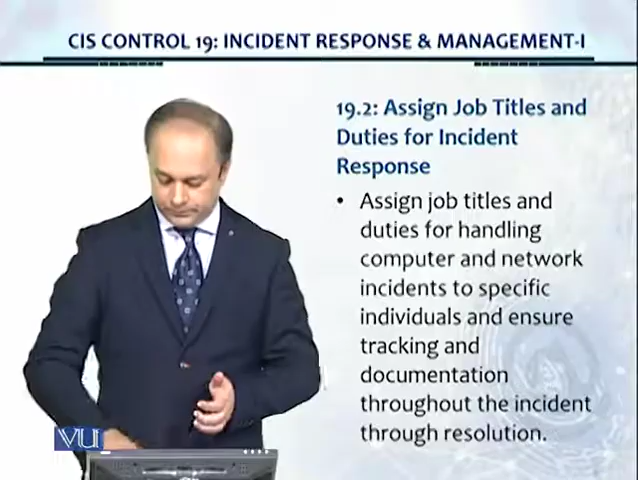 CIS CONTROL 19: INCIDENT RESPONSE & MANAGEMENT-I
19.2: Assign Job Titles and
Duties for Incident
Response
• Assign job titles and
duties for handling
computer and network
incidents to specific
individuals and ensure
tracking and
documentation
throughout the incident
through resolution.
VU